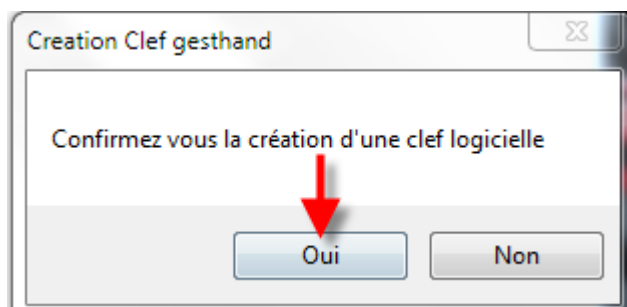 Creation Clef gesthand
Confirmez vous la création d'une clef logicielle
Oui
Non